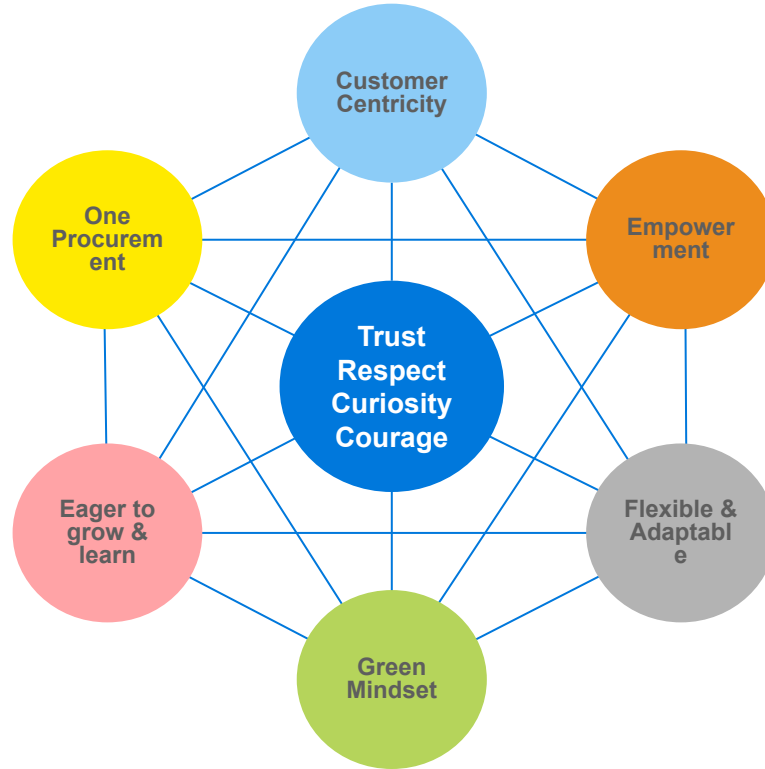 Customer
Centricity
One
Procurem
ent
Empower
ment
Trust
Respect
Curiosity
Courage
Eager to
grow &
learn
Flexible &
Adaptabl
e
Green
Mindset